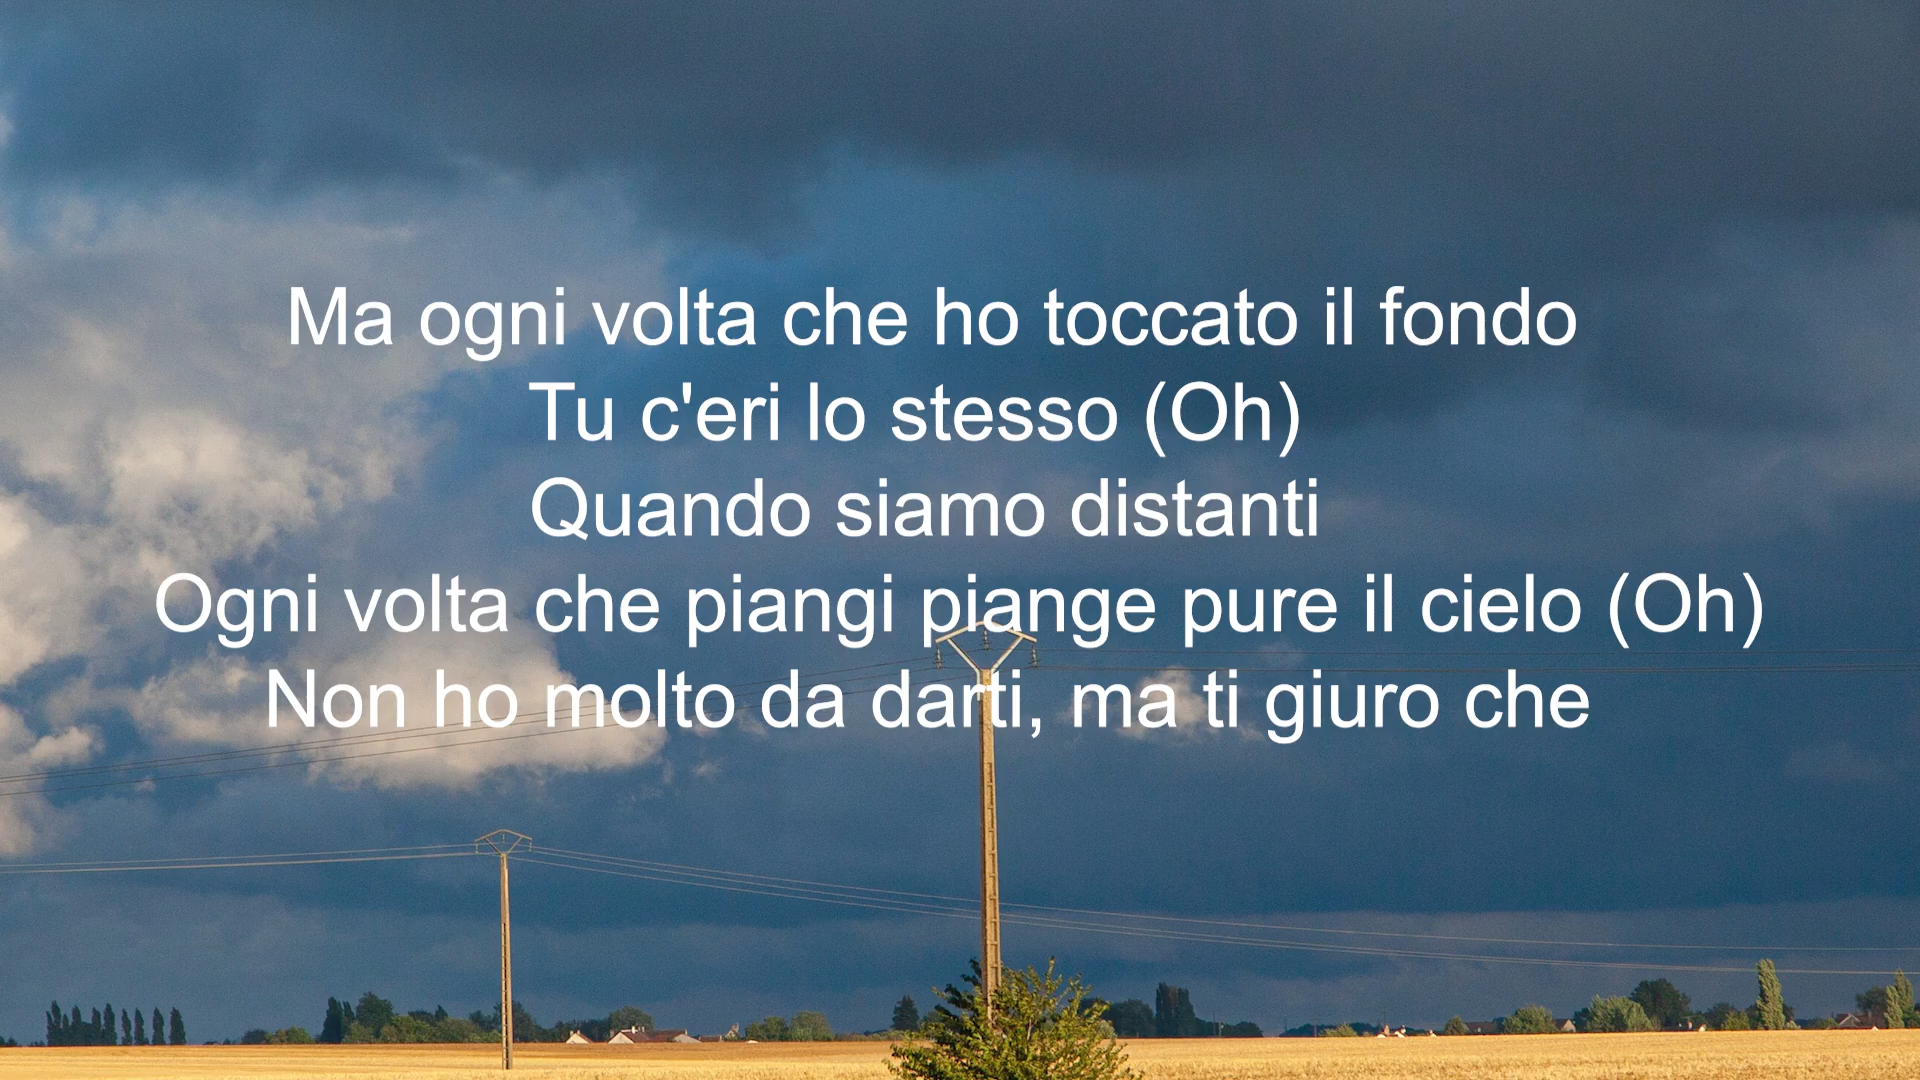 Ma ogni volta che ho toccato il fondo
Tu c'eri lo stesso (Oh)
Quando siamo distanti
Ogni volta che piangi piange pure il cielo (Oh)
Non ho molto da darti, ma ti giuro che